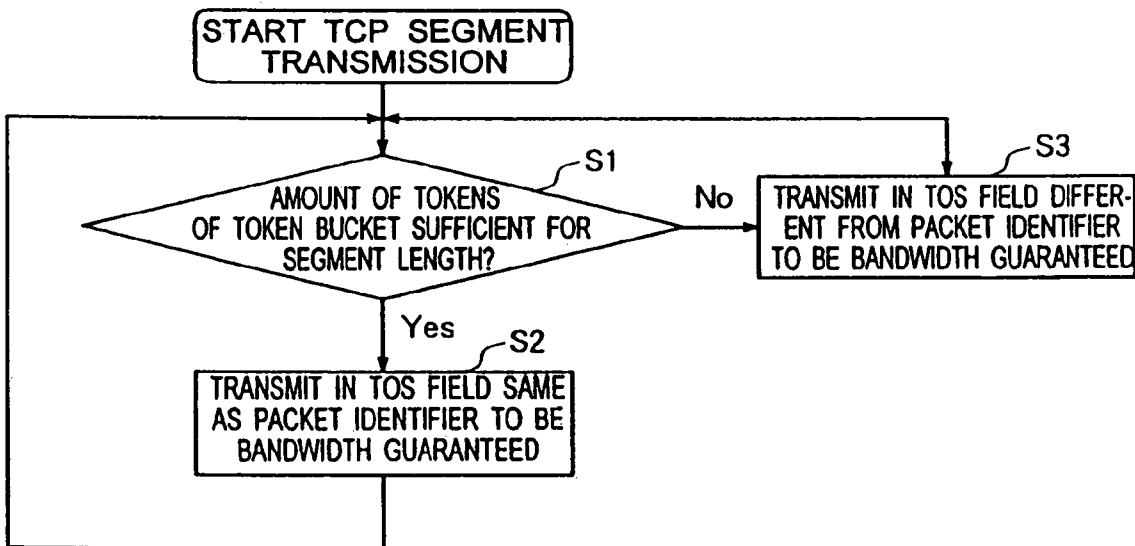 START TCP SEGMENT
TRANSMISSION
S1
AMOUNT OF TOKENS
OF TOKEN BUCKET SUFFICIENT FOR
SEGMENT LENGTH?
No
S3
TRANSMIT IN TOS FIELD DIFFER-
ENT FROM PACKET IDENTIFIER
TO BE BANDWIDTH GUARANTEED
Yes
S2
TRANSMIT IN TOS FIELD SAME
AS PACKET IDENTIFIER TO BE
BANDWIDTH GUARANTEED